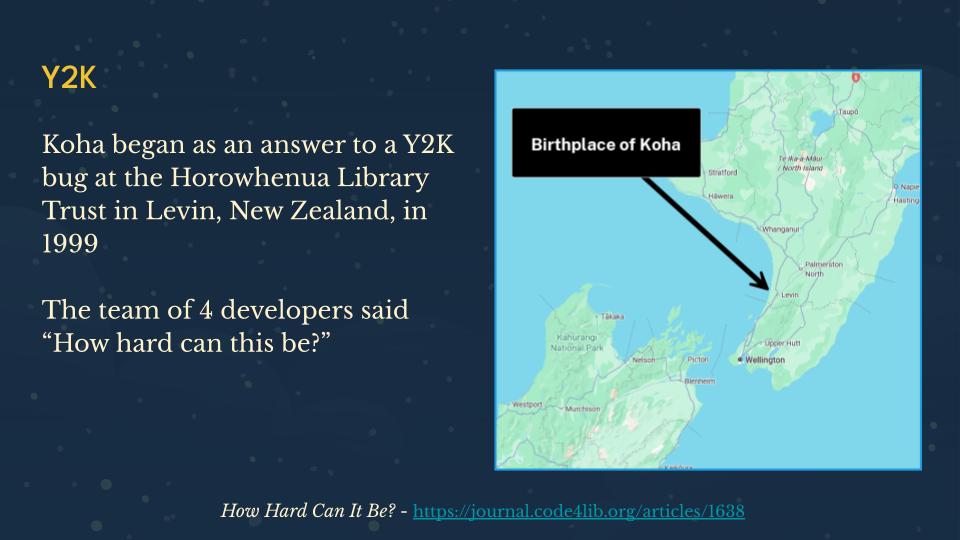 Y2K
Koha began as an answer to a Y2K
bug at the Horowhenua Library
Trust in Levin, New Zealand, in
1999
The team of 4 developers said
“How hard can this be?”
Birthplace of Koha
Taupō
Te Ika-a-Māui
/ North Island
Stratford
Hāwera
O Napie
Hasting
Whanganui
Palmerston
North
Levin
Tākaka
Kahurangi
National Park
Upper Hutt
Nelson
Picton
Wellington
Blenheim
Westport
Murchison
How Hard Can It Be? - https://journal.code4lib.org/articles/1638